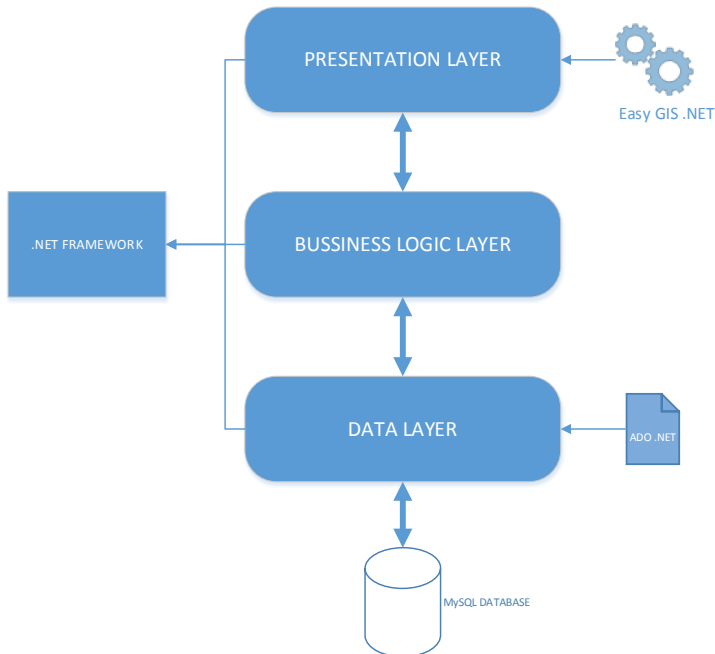 PRESENTATION LAYER
Easy GIS .NET
.NET FRAMEWORK
BUSSINESS LOGIC LAYER
DATA LAYER
ADO .NET
MySQL DATABASE